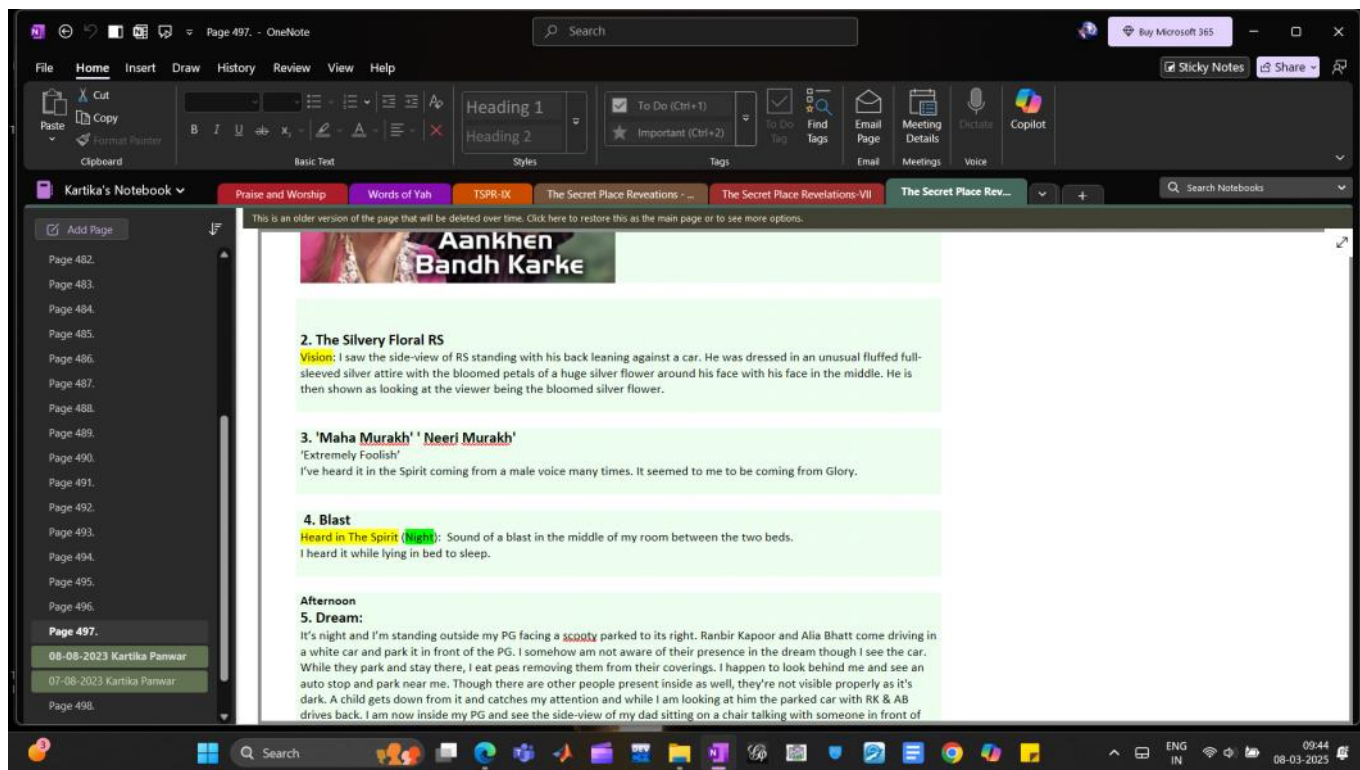 Page 497. - OneNote
Search
Buy Microsoft 365
File Home Insert Draw History Review View Help
Sticky Notes Share
Paste
Cut
Copy
Format Painter
Clipboard
B I U ab x
Basic Text
Heading 1
Heading 2
Styles
To Do (Ctrl+1)
Important (Ctrl+2)
To Do Tag
Find Tags
Tags
Email Page
Email
Meeting Details
Meetings
Dictate
Voice
Copilot
Kartika's Notebook
Praise and Worship
Words of Yah
TSPR-IX
The Secret Place Reveations - ...
The Secret Place Revelations-VII
The Secret Place Rev...
Search Notebooks
This is an older version of the page that will be deleted over time. Click here to restore this as the main page or to see more options.
Add Page
Page 482.
Page 483.
Page 484.
Page 485.
Page 486.
Page 487.
Page 488.
Page 489.
Page 490.
Page 491.
Page 492.
Page 493.
Page 494.
Page 495.
Page 496.
Page 497.
08-08-2023 Kartika Panwar
07-08-2023 Kartika Panwar
Page 498.
Aankhen
Bandh Karke
2. The Silvery Floral RS
Vision: I saw the side-view of RS standing with his back leaning against a car. He was dressed in an unusual fluffed full-
sleeved silver attire with the bloomed petals of a huge silver flower around his face with his face in the middle. He is
then shown as looking at the viewer being the bloomed silver flower.
3. 'Maha Murakh' ' Neeri Murakh'
'Extremely Foolish'
I've heard it in the Spirit coming from a male voice many times. It seemed to me to be coming from Glory.
4. Blast
Heard in The Spirit (Night): Sound of a blast in the middle of my room between the two beds.
I heard it while lying in bed to sleep.
Afternoon
5. Dream:
It's night and I'm standing outside my PG facing a scooty parked to its right. Ranbir Kapoor and Alia Bhatt come driving in
a white car and park it in front of the PG. I somehow am not aware of their presence in the dream though I see the car.
While they park and stay there, I eat peas removing them from their coverings. I happen to look behind me and see an
auto stop and park near me. Though there are other people present inside as well, they're not visible properly as it's
dark. A child gets down from it and catches my attention and while I am looking at him the parked car with RK & AB
drives back. I am now inside my PG and see the side-view of my dad sitting on a chair talking with someone in front of
3
Search
ENG
IN
09:44
08-03-2025